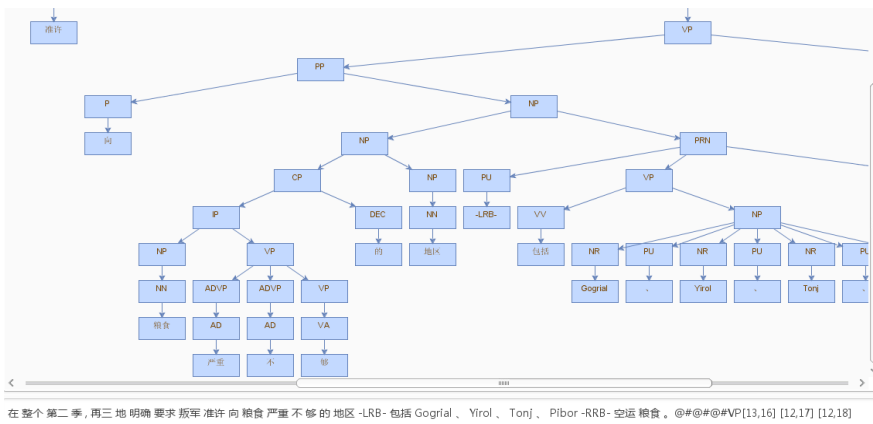 准许 VP
PP
P NP
向 NP PRN
CP NP PU VP
IP DEC NN -LRB- VV NP
NP VP 的 地区 包括 NR PU NR PU NR PU
NN ADVP ADVP VP Gogrial 、 Yirol 、 Tonj 、
粮食 AD AD VA
严重 不 够
在 整个 第二 季 , 再三 地 明确 要求 叛军 准许 向 粮食 严重 不 够 的 地区 -LRB- 包括 Gogrial 、 Yirol 、 Tonj 、 Pibor -RRB- 空运 粮食 。 @#@#@#VP[13,16] [12,17] [12,18]